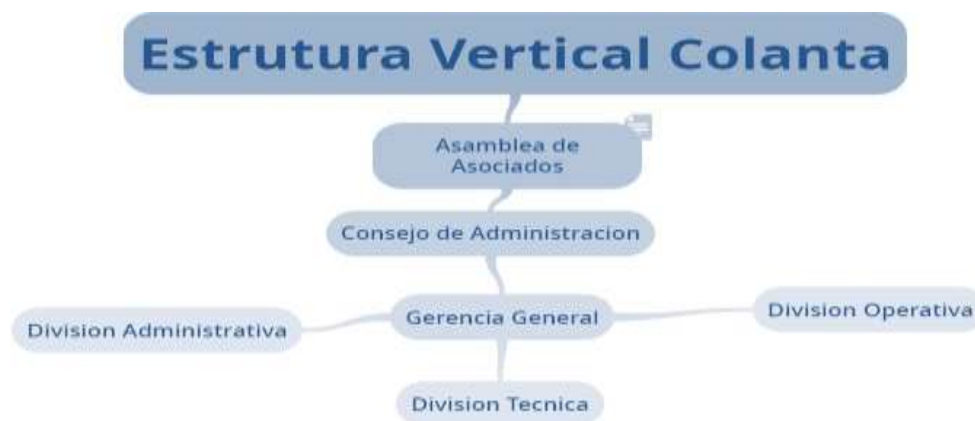 Estrutura Vertical Colanta
Asamblea de
Asociados
Consejo de Administracion
Gerencia General
Division Administrativa
Division Operativa
Division Tecnica